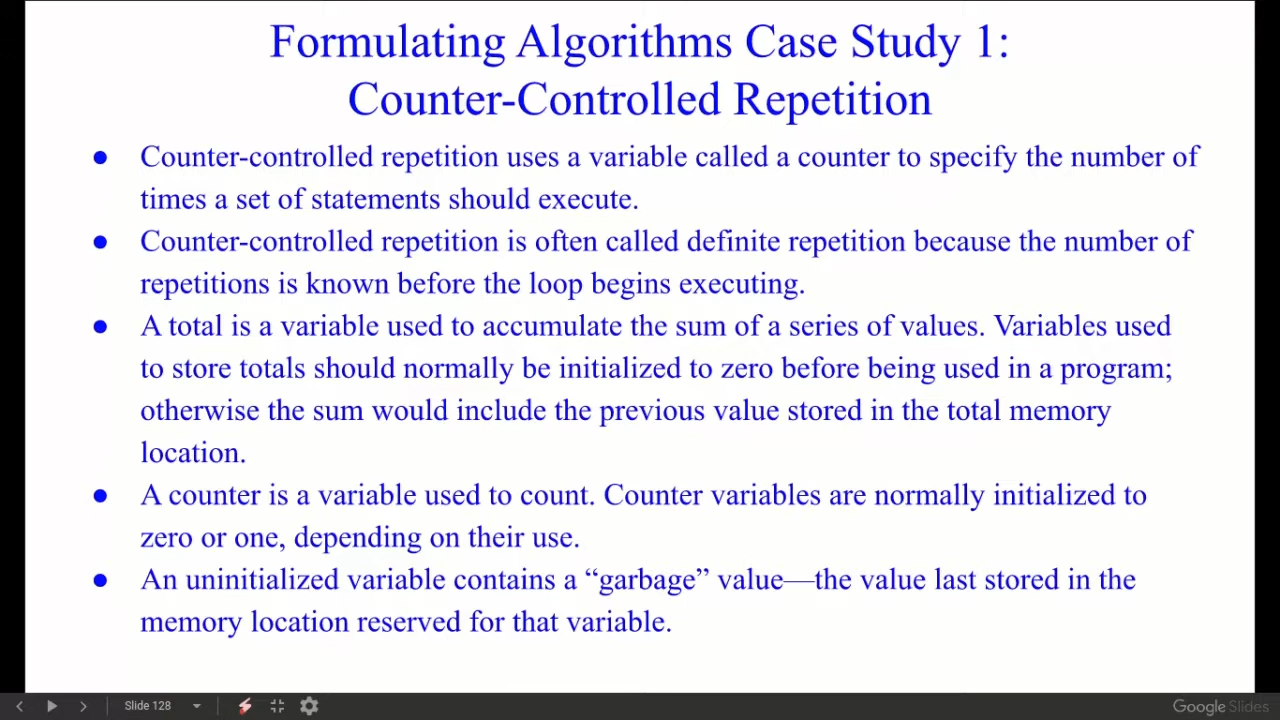 Formulating Algorithms Case Study 1:
Counter-Controlled Repetition
● Counter-controlled repetition uses a variable called a counter to specify the number of
times a set of statements should execute.
● Counter-controlled repetition is often called definite repetition because the number of
repetitions is known before the loop begins executing.
● A total is a variable used to accumulate the sum of a series of values. Variables used
to store totals should normally be initialized to zero before being used in a program;
otherwise the sum would include the previous value stored in the total memory
location.
● A counter is a variable used to count. Counter variables are normally initialized to
zero or one, depending on their use.
● An uninitialized variable contains a “garbage” value—the value last stored in the
memory location reserved for that variable.
Slide 128
Google Slides